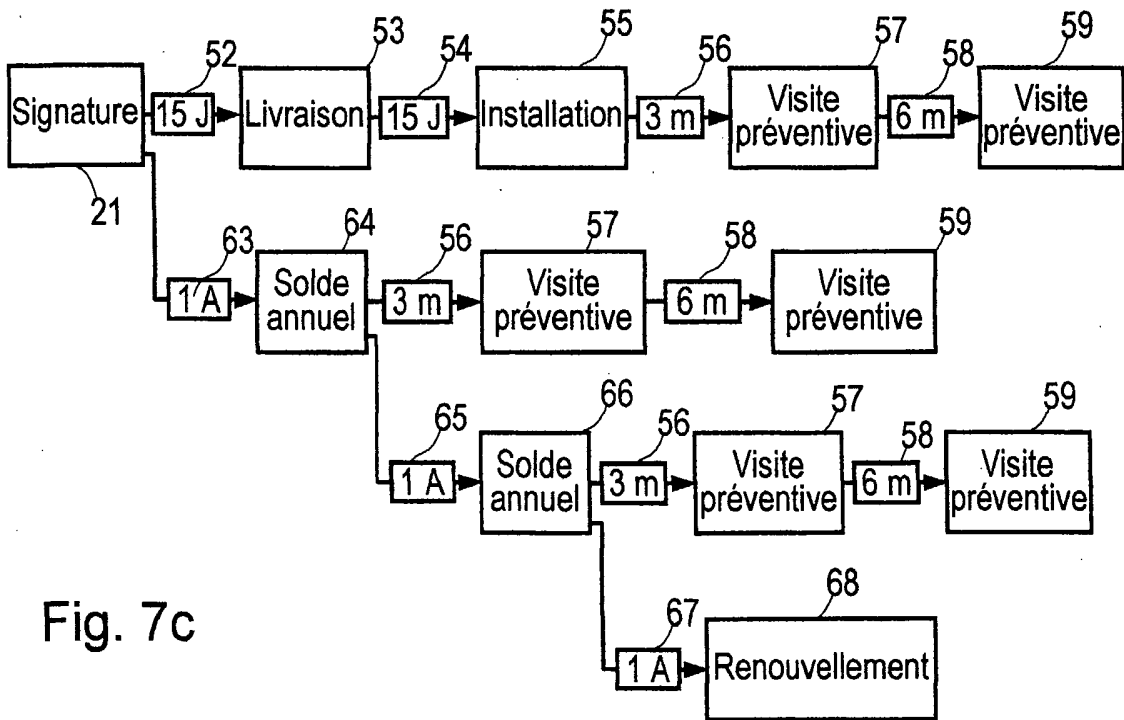 52 53 54 55 56 57 58 59
Signature 15 J Livraison 15 J Installation 3 m Visite préventive 6 m Visite préventive
21
63 64 56 57 58 59
1 A Solde annuel 3 m Visite préventive 6 m Visite préventive
65 66 56 57 58 59
1 A Solde annuel 3 m Visite préventive 6 m Visite préventive
67 68
1 A Renouvellement
Fig. 7c